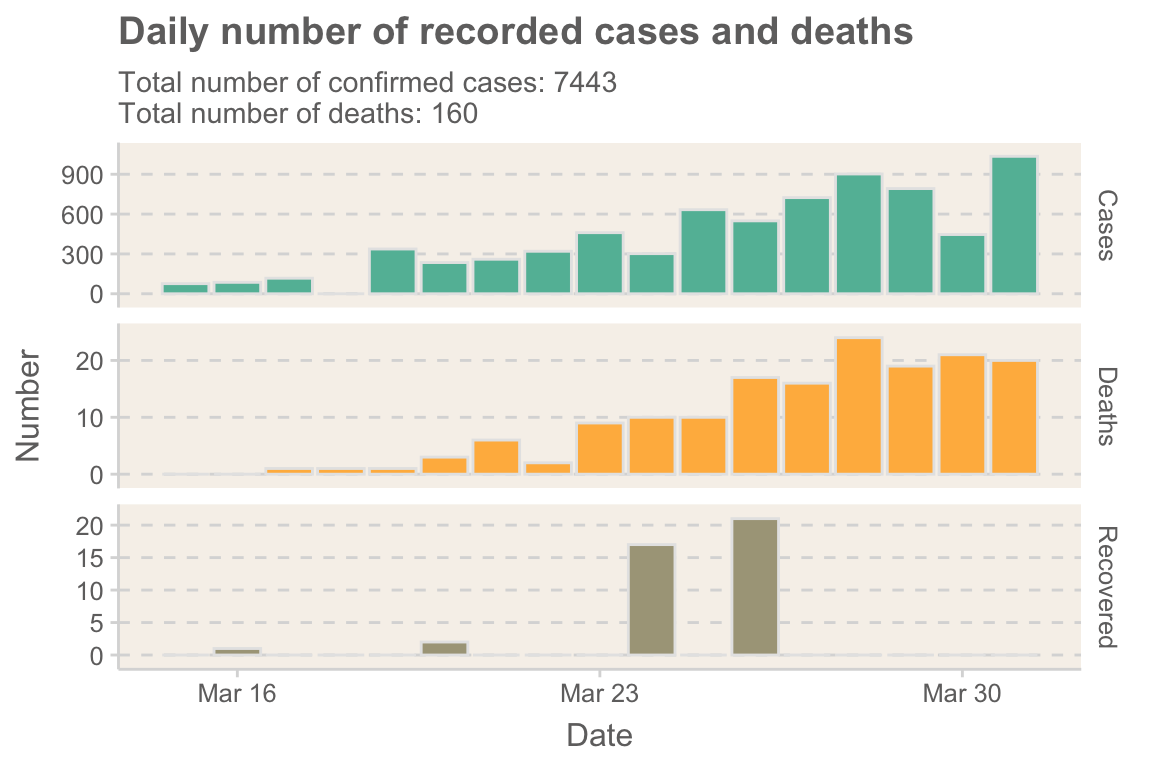 Daily number of recorded cases and deaths
Total number of confirmed cases: 7443
Total number of deaths: 160
900
600
300
0
Cases
20
10
0
Deaths
20
15
10
5
0
Recovered
Number
Mar 16
Mar 23
Mar 30
Date